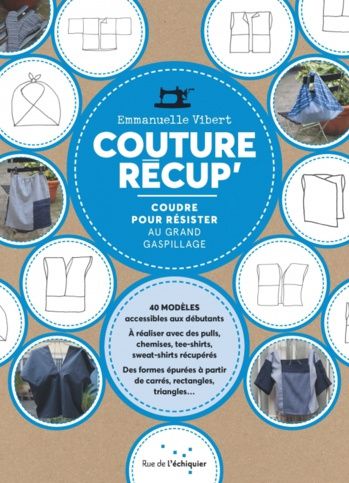 Emmanuelle Vibert
COUTURE
RÉCUP'
COUDRE
POUR RÉSISTER
AU GRAND
GASPILLAGE
40 MODÈLES
accessibles aux débutants
À réaliser avec des pulls,
chemises, tee-shirts,
sweat-shirts récupérés
Des formes épurées à partir
de carrés, rectangles,
triangles...
Rue de l'échiquier